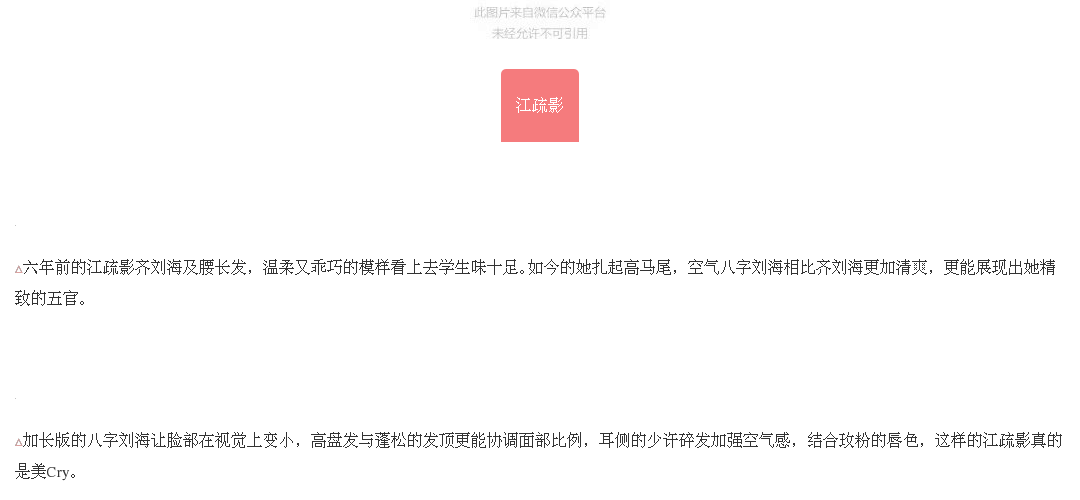 此图片来自微信公众平台
未经允许不可引用
江疏影
△六年前的江疏影齐刘海及腰长发，温柔又乖巧的模样看上去学生味十足。如今的她扎起高马尾，空气八字刘海相比齐刘海更加清爽，更能展现出她精
致的五官。
△加长版的八字刘海让脸部在视觉上变小，高盘发与蓬松的发顶更能协调面部比例，耳侧的少许碎发加强空气感，结合玫粉的唇色，这样的江疏影真的
是美Cry。